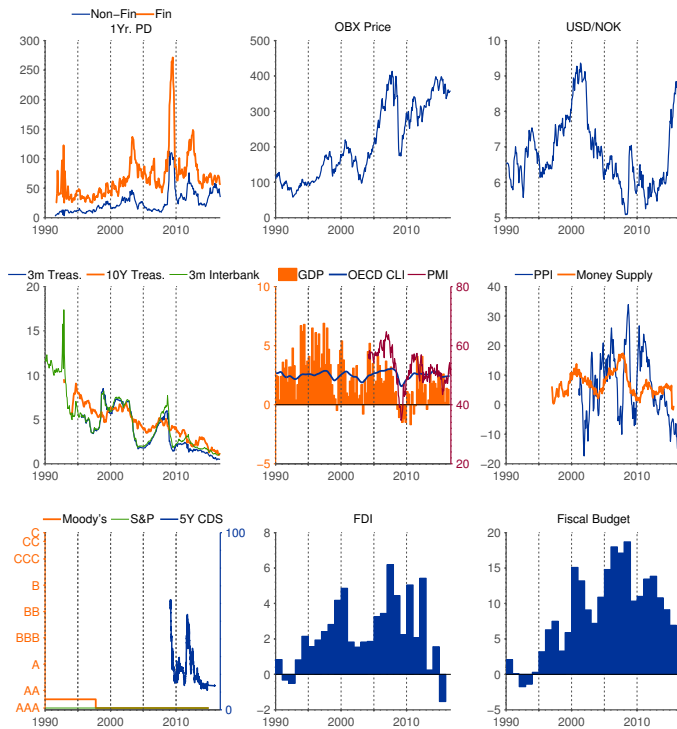 Non−Fin Fin
1Yr. PD
300
250
200
150
100
50
0
1990 2000 2010
OBX Price
500
400
300
200
100
0
1990 2000 2010
USD/NOK
10
9
8
7
6
5
1990 2000 2010
3m Treas. 10Y Treas. 3m Interbank
20
15
10
5
0
1990 2000 2010
GDP OECD CLI PMI
10 80
5 60
0 40
−5 20
1990 2000 2010
PPI Money Supply
40
30
20
10
0
−10
−20
1990 2000 2010
Moody's S&P 5Y CDS
C 100
CC
CCC
B
BB
BBB
A
AA
AAA 0
1990 2000 2010
FDI
8
6
4
2
0
−2
1990 2000 2010
Fiscal Budget
20
15
10
5
0
−5
1990 2000 2010